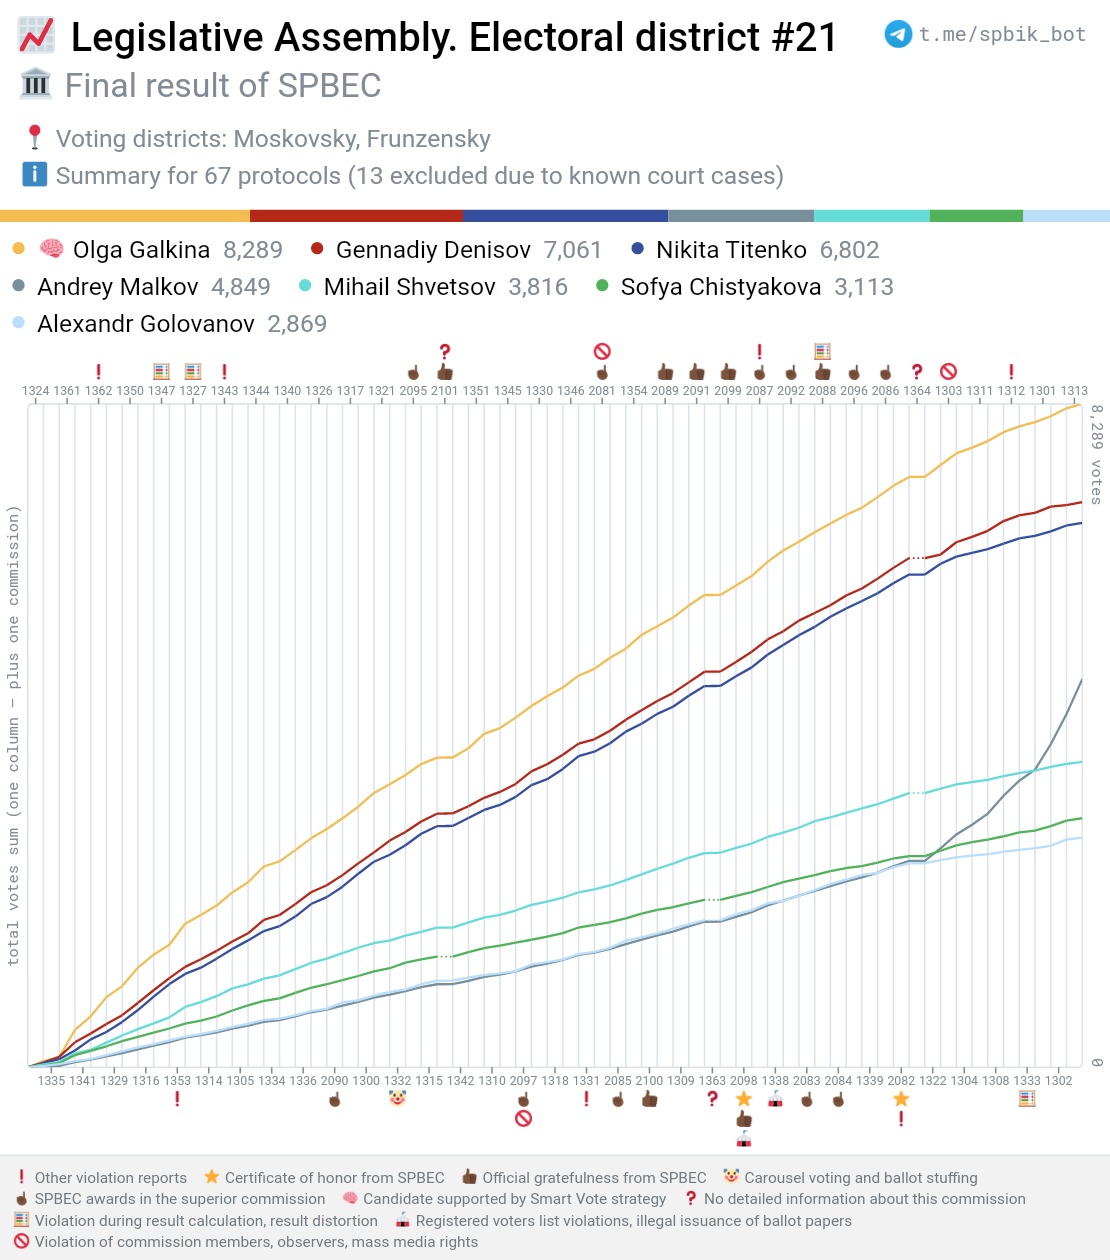 Legislative Assembly. Electoral district #21
t.me/spbik_bot
Final result of SPBEC
Voting districts: Moskovsky, Frunzensky
Summary for 67 protocols (13 excluded due to known court cases)
Olga Galkina 8,289 Gennadiy Denisov 7,061 Nikita Titenko 6,802
Andrey Malkov 4,849 Mihail Shvetsov 3,816 Sofya Chistyakova 3,113
Alexandr Golovanov 2,869
1324 1361 1362 1350 1347 1327 1343 1344 1340 1326 1317 1321 2095 2101 1351 1345 1330 1346 2081 1354 2089 2091 2099 2087 2092 2088 2096 2086 1364 1303 1311 1312 1301 1313
8,289 votes
total votes sum (one column – plus one commission)
0
1335 1341 1329 1316 1353 1314 1305 1334 1336 2090 1300 1332 1315 1342 1310 2097 1318 1331 2085 2100 1309 1363 2098 1338 2083 2084 1339 2082 1322 1304 1308 1333 1302
Other violation reports Certificate of honor from SPBEC Official gratefulness from SPBEC Carousel voting and ballot stuffing
SPBEC awards in the superior commission Candidate supported by Smart Vote strategy No detailed information about this commission
Violation during result calculation, result distortion Registered voters list violations, illegal issuance of ballot papers
Violation of commission members, observers, mass media rights